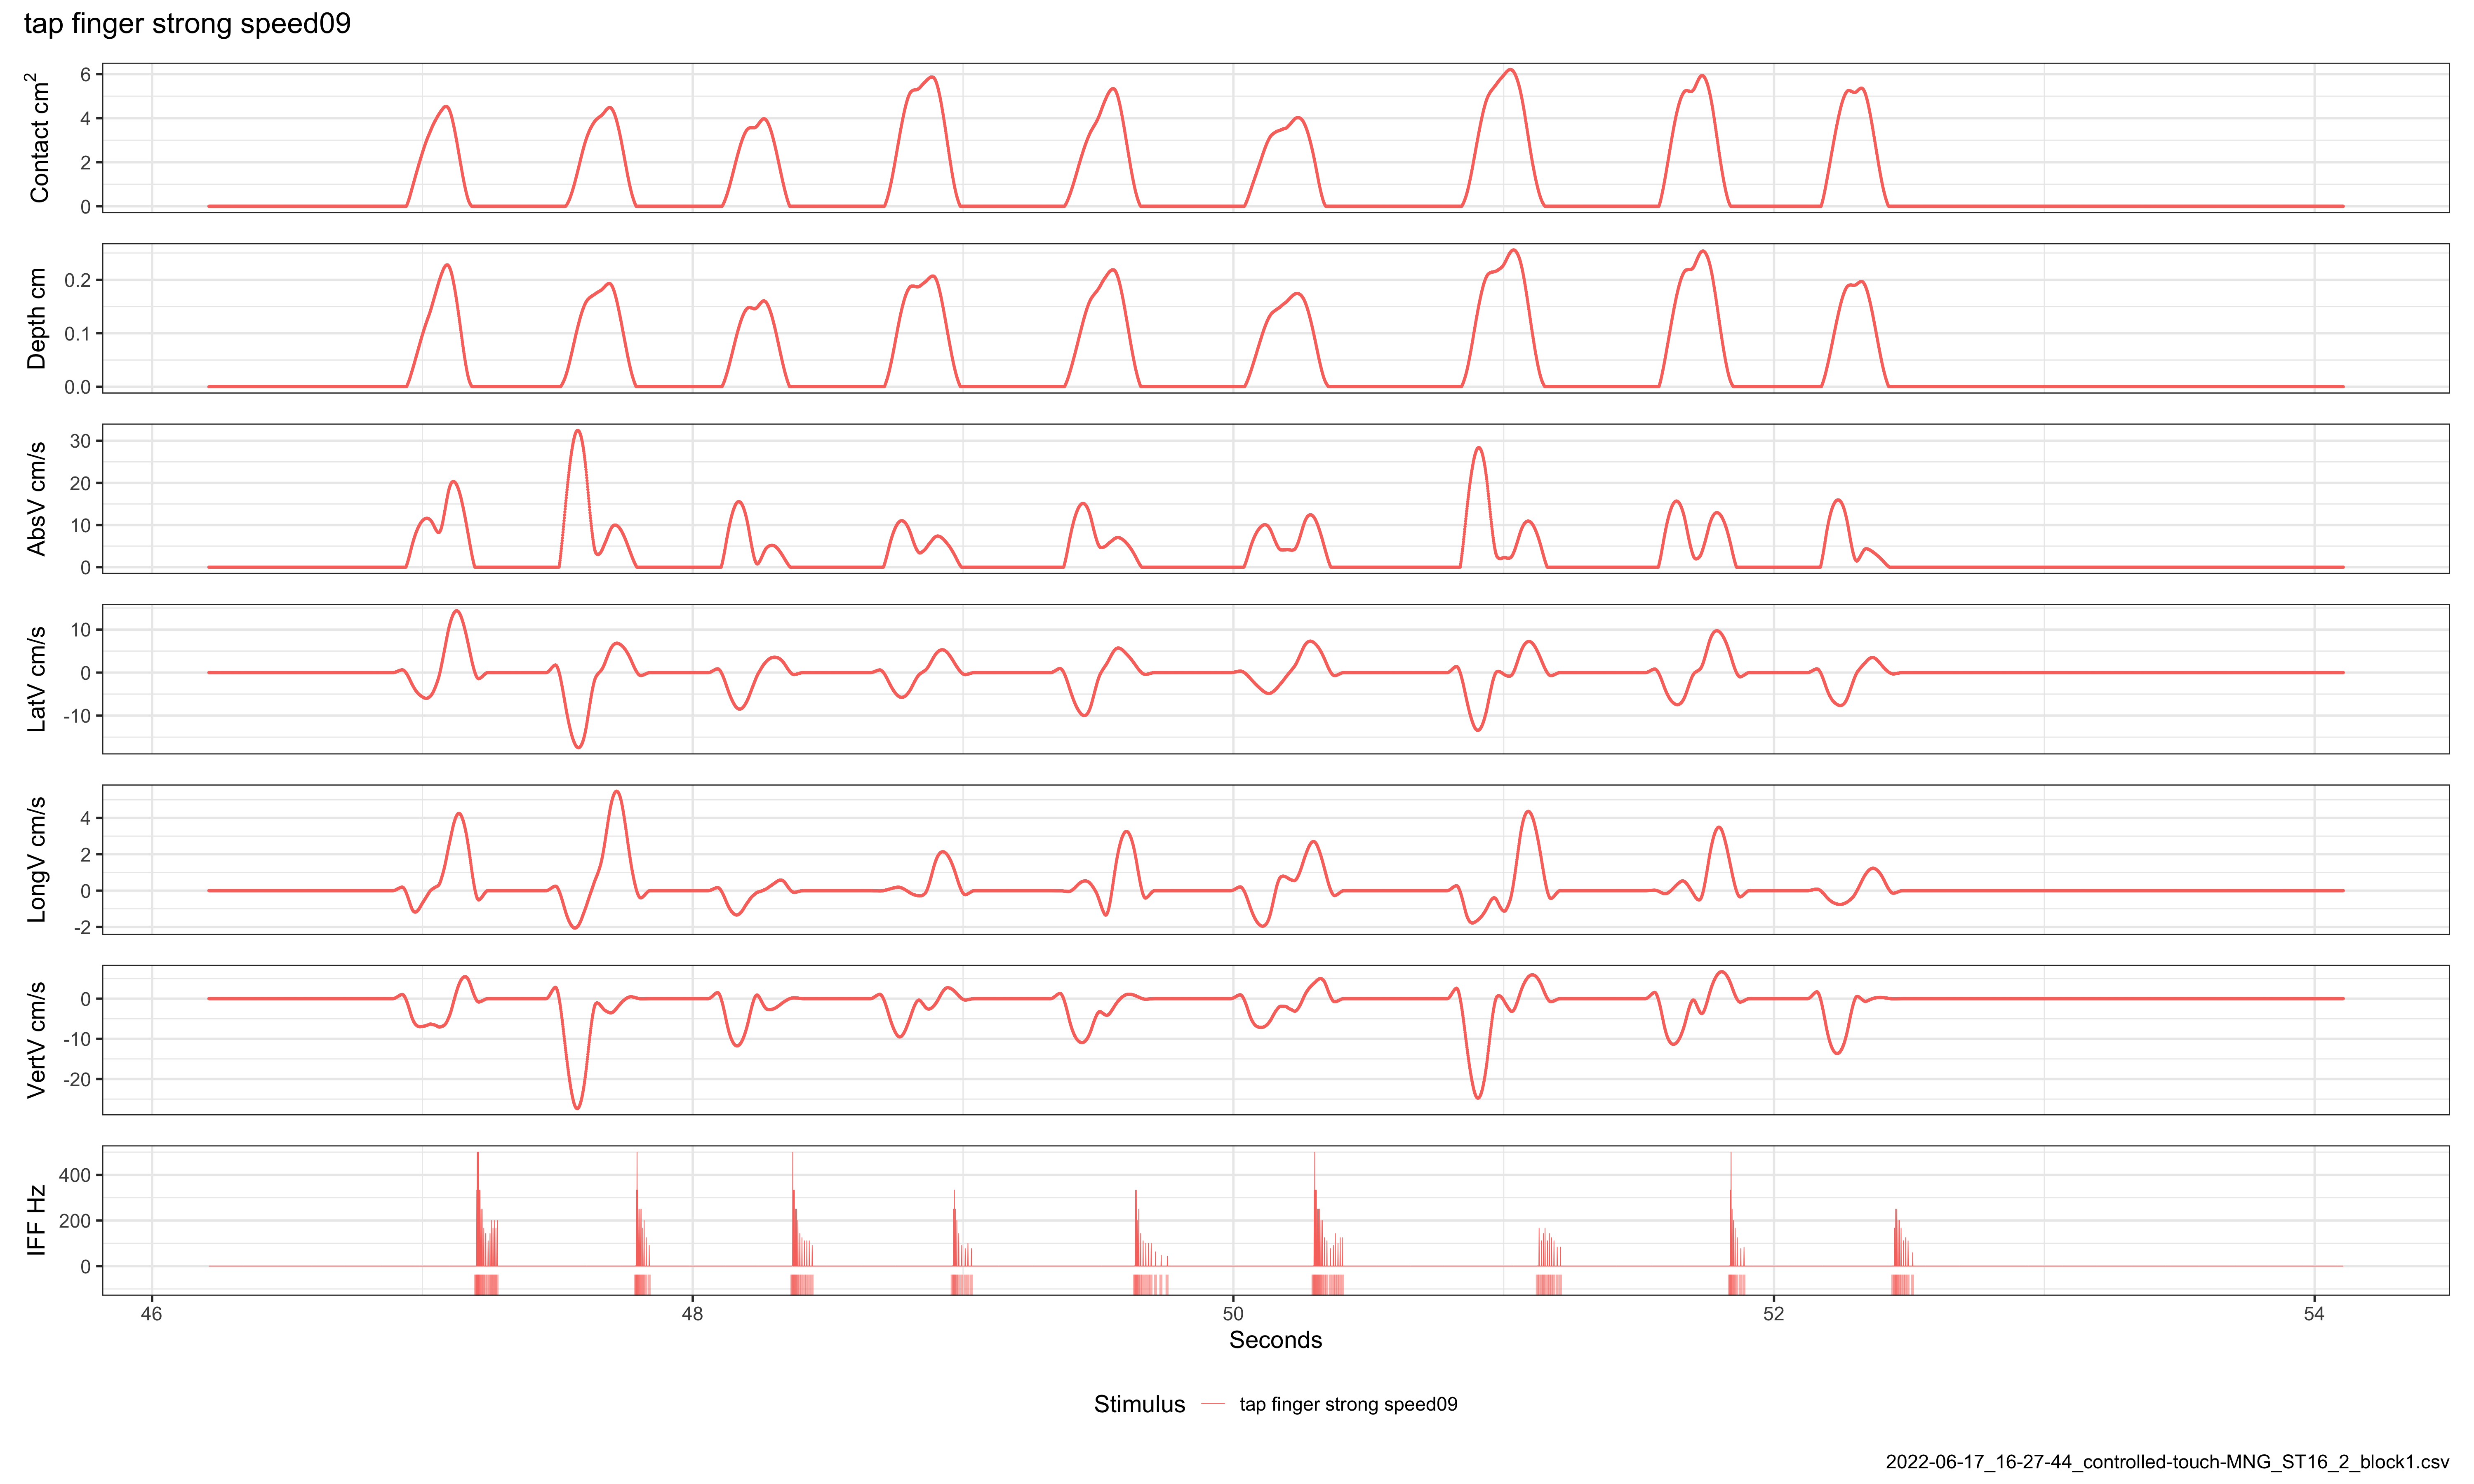 tap finger strong speed09
Contact cm²
6
4
2
0
Depth cm
0.2
0.1
0.0
AbsV cm/s
30
20
10
0
LatV cm/s
10
0
-10
LongV cm/s
4
2
0
-2
VertV cm/s
0
-10
-20
IFF Hz
400
200
0
46 48 50 52 54
Seconds
Stimulus tap finger strong speed09
2022-06-17_16-27-44_controlled-touch-MNG_ST16_2_block1.csv